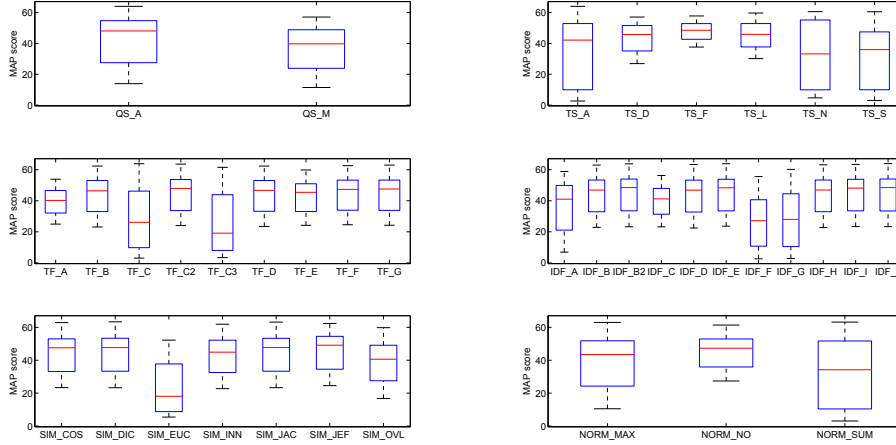 MAP score
60
40
20
0
QS_A QS_M
MAP score
60
40
20
0
TS_A TS_D TS_F TS_L TS_N TS_S
MAP score
60
40
20
0
TF_A TF_B TF_C TF_C2 TF_C3 TF_D TF_E TF_F TF_G
MAP score
60
40
20
0
IDF_A IDF_B IDF_B2 IDF_C IDF_D IDF_E IDF_F IDF_G IDF_H IDF_I IDF_
MAP score
60
40
20
0
SIM_COS SIM_DIC SIM_EUC SIM_INN SIM_JAC SIM_JEF SIM_OVL
MAP score
60
40
20
0
NORM_MAX NORM_NO NORM_SUM